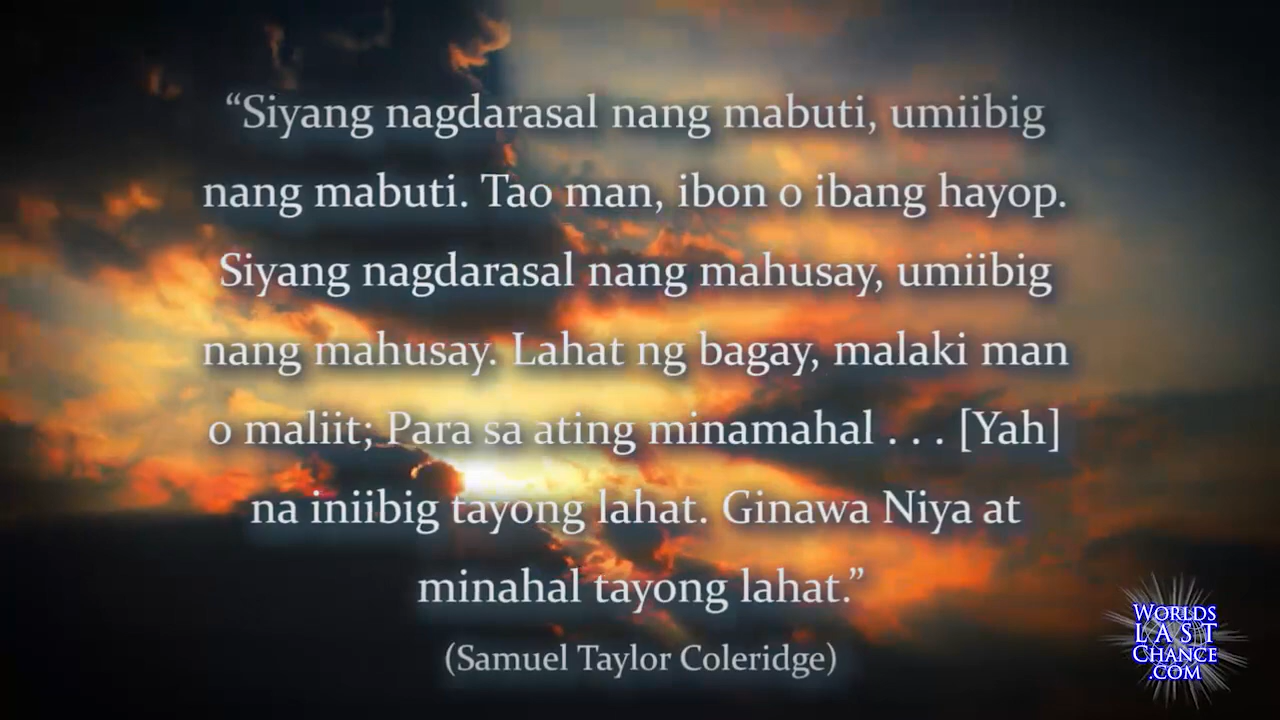 “Siyang nagdarasal nang mabuti, umiibig
nang mabuti. Tao man, ibon o ibang hayop.
Siyang nagdarasal nang mahusay, umiibig
nang mahusay. Lahat ng bagay, malaki man
o maliit; Para sa ating minamahal . . . [Yah]
na iniibig tayong lahat. Ginawa Niya at
minahal tayong lahat.”
(Samuel Taylor Coleridge)
WORLDS
LAST
CHANCE
.COM